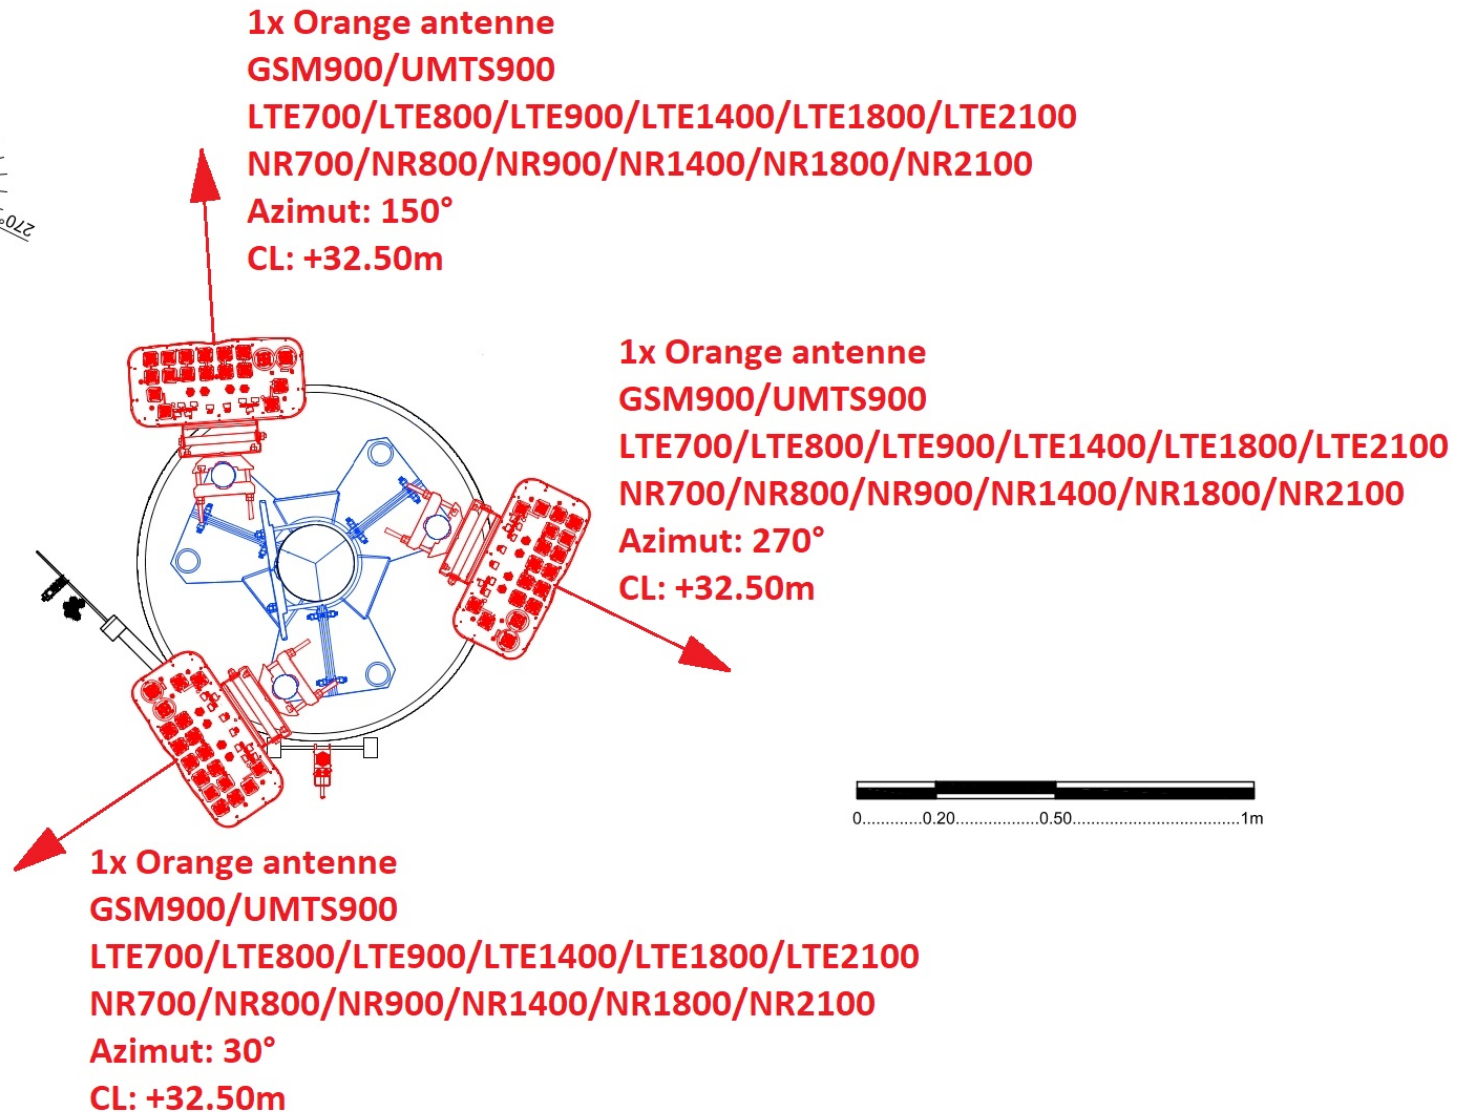 1x Orange antenne
GSM900/UMTS900
LTE700/LTE800/LTE900/LTE1400/LTE1800/LTE2100
NR700/NR800/NR900/NR1400/NR1800/NR2100
Azimut: 150°
CL: +32.50m
270°
1x Orange antenne
GSM900/UMTS900
LTE700/LTE800/LTE900/LTE1400/LTE1800/LTE2100
NR700/NR800/NR900/NR1400/NR1800/NR2100
Azimut: 270°
CL: +32.50m
0............0.20.................0.50..................................1m
1x Orange antenne
GSM900/UMTS900
LTE700/LTE800/LTE900/LTE1400/LTE1800/LTE2100
NR700/NR800/NR900/NR1400/NR1800/NR2100
Azimut: 30°
CL: +32.50m